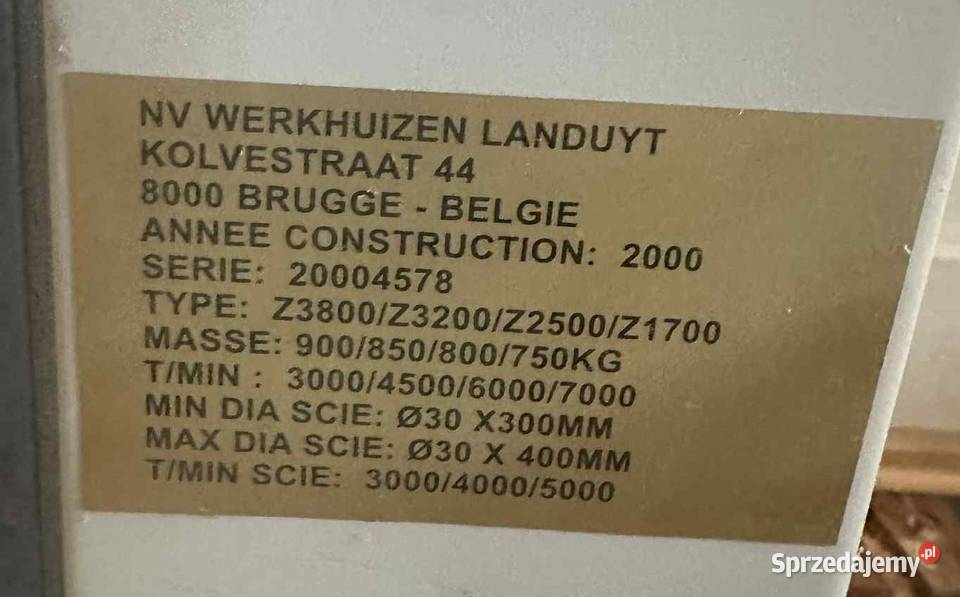 NV WERKHUIZEN LANDUYT
KOLVESTRAAT 44
8000 BRUGGE - BELGIE
ANNEE CONSTRUCTION: 2000
SERIE: 20004578
TYPE: Z3800/Z3200/Z2500/Z1700
MASSE: 900/850/800/750KG
T/MIN : 3000/4500/6000/7000
MIN DIA SCIE: Ø30 X300MM
MAX DIA SCIE: Ø30 X 400MM
T/MIN SCIE: 3000/4000/5000
Sprzedajemy.pl